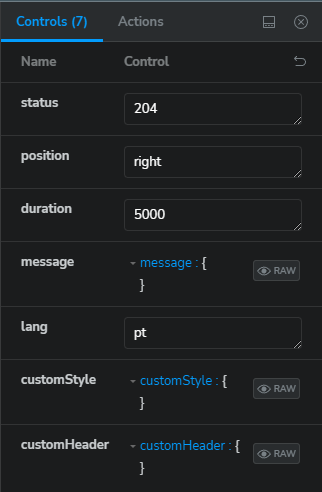 Controls (7) Actions
Name Control
status 204
position right
duration 5000
message message : {
} RAW
lang pt
customStyle customStyle : {
} RAW
customHeader customHeader : {
} RAW